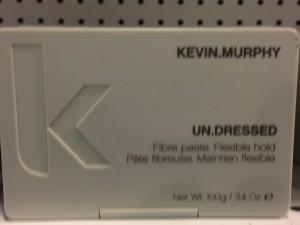 KEVIN.MURPHY
UN.DRESSED
Fibre paste. Flexible hold
Pâte fibreuse. Maintien flexible
Net Wt. 100g / 3.4 Oz ℮